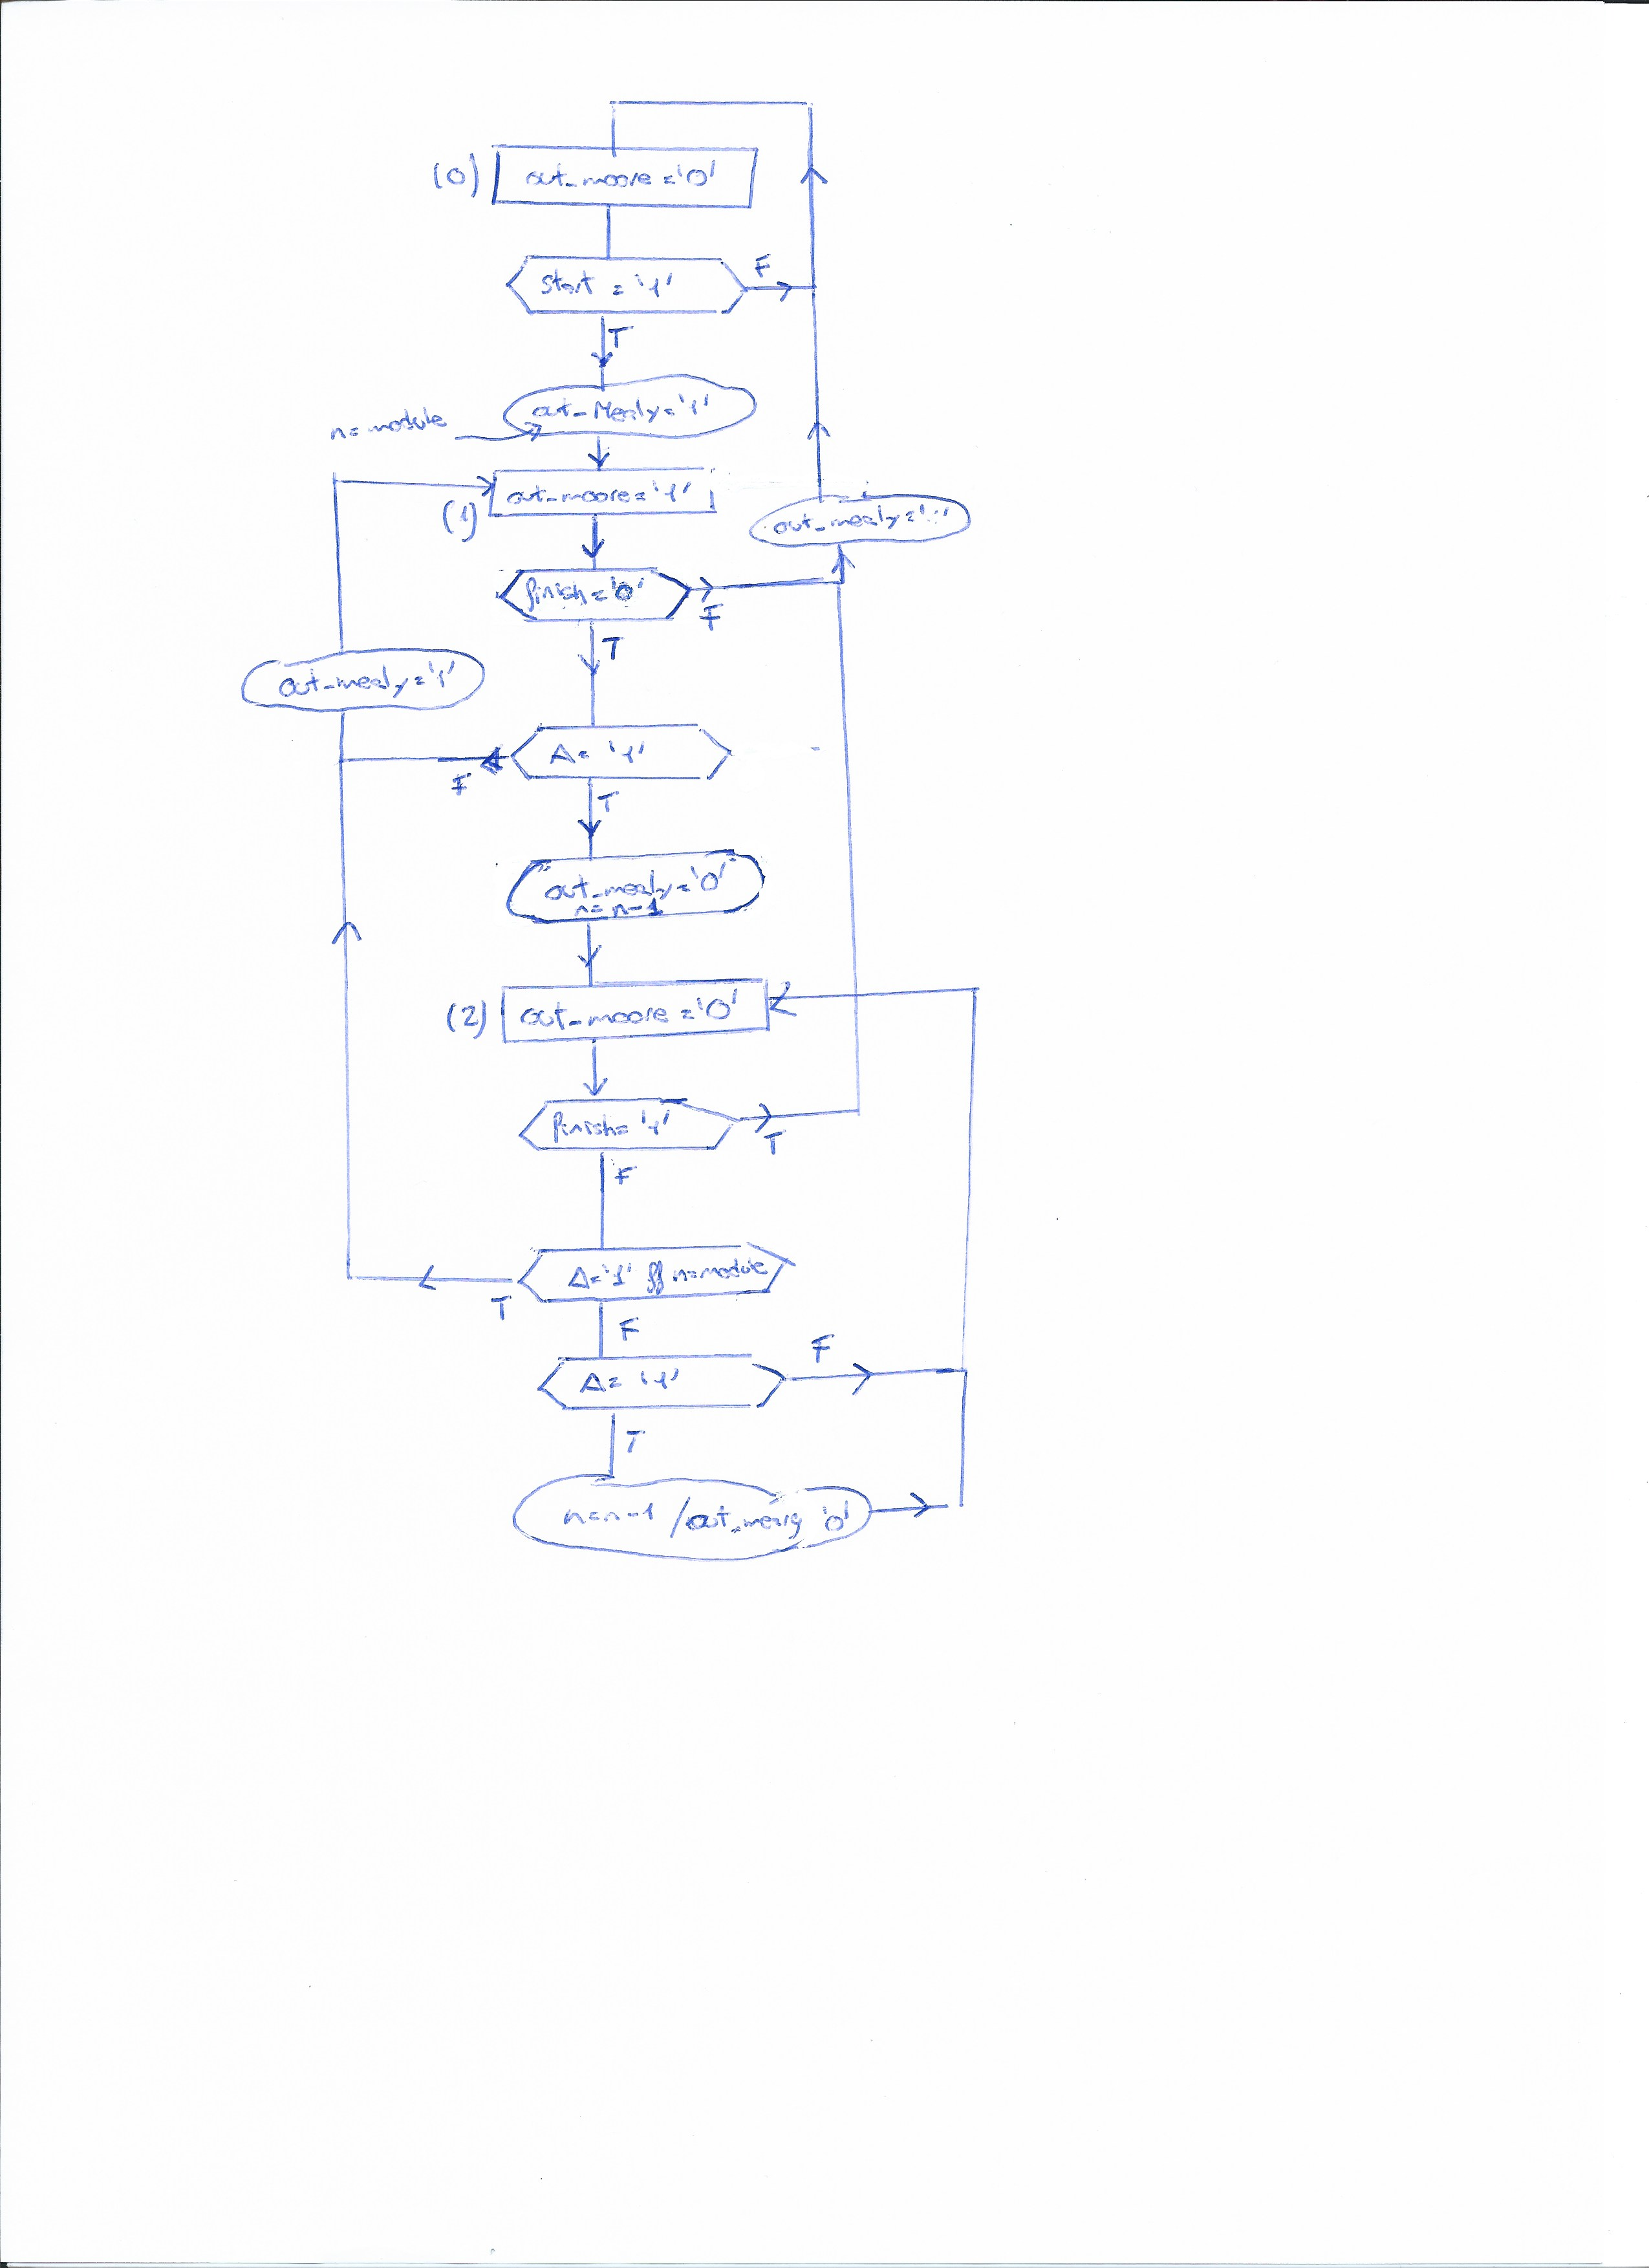 (0) out_moore = '0'
start = '1'
F
T
out_Mealy = '1'
n = module
out_moore = '1'
(1)
out_mealy =
finish = '0'
F
T
out_mealy = '1'
A = '1'
F
T
out_mealy = '0'
n = n-1
(2) out_moore = '0'
finish = '1'
T
F
A = '1' && n = module
T
F
F
A = '1'
T
n = n-1 / out_mealy '0'